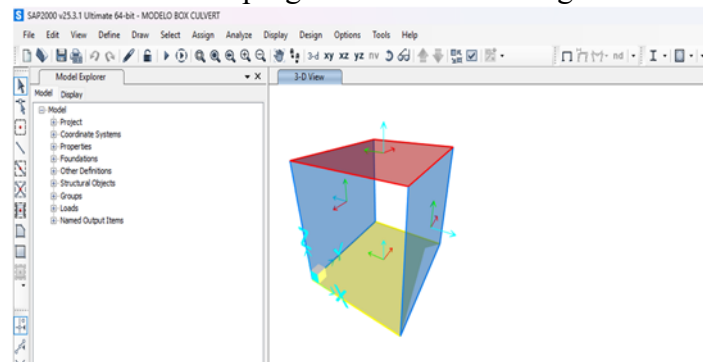 SAP2000 v25.3.1 Ultimate 64-bit - MODELO BOX CULVERT
File Edit View Define Draw Select Assign Analyze Display Design Options Tools Help
3-d xy xz yz nv nd
Model Explorer
3-D View
Model Display
Model
Project
Coordinate Systems
Properties
Foundations
Other Definitions
Structural Objects
Groups
Loads
Named Output Items